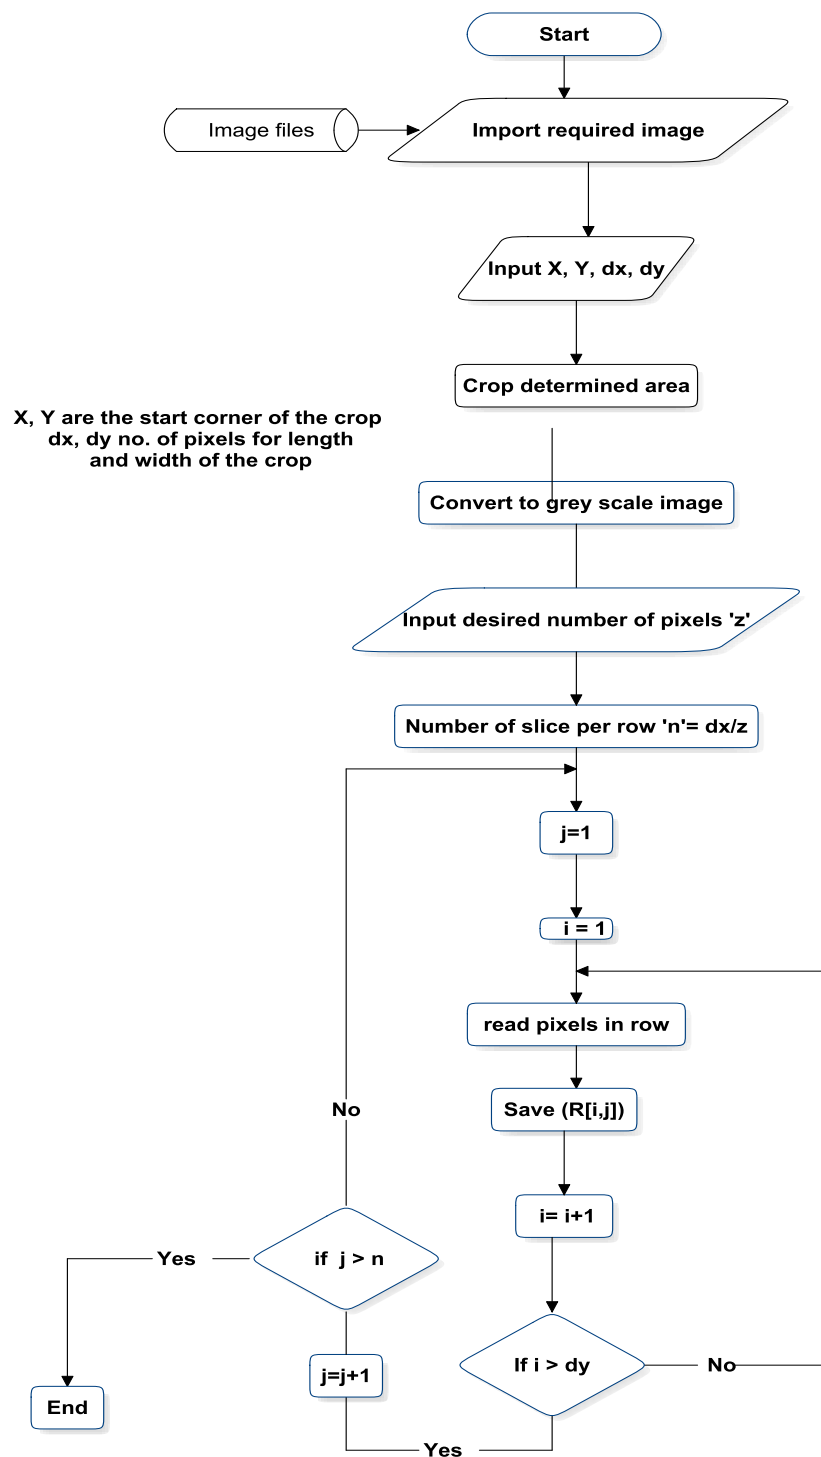 Start
Image files
Import required image
Input X, Y, dx, dy
Crop determined area
X, Y are the start corner of the crop
dx, dy no. of pixels for length
and width of the crop
Convert to grey scale image
Input desired number of pixels 'z'
Number of slice per row 'n'= dx/z
j=1
i = 1
read pixels in row
No
Save (R[i,j])
i= i+1
Yes
if j > n
If i > dy
No
j=j+1
End
Yes